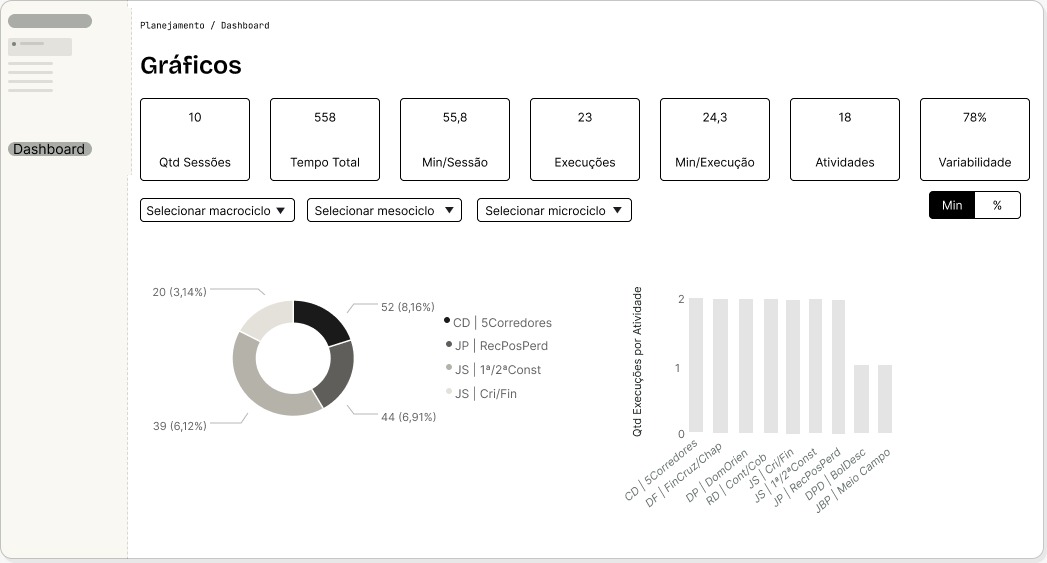 Planejamento / Dashboard
Gráficos
Dashboard
10
Qtd Sessões
558
Tempo Total
55,8
Min/Sessão
23
Execuções
24,3
Min/Execução
18
Atividades
78%
Variabilidade
Selecionar macrociclo ▼
Selecionar mesociclo ▼
Selecionar microciclo ▼
Min
%
20 (3,14%)
52 (8,16%)
39 (6,12%)
44 (6,91%)
CD | 5Corredores
JP | RecPosPerd
JS | 1ª/2ªConst
JS | Cri/Fin
Qtd Execuções por Atividade
2
1
0
CD | 5Corredores
DF | FinCruz/Chap
DP | DomOrien
RD | Cont/Cob
JS | Cri/Fin
JS | 1ª/2ªConst
JP | RecPosPerd
DPD | BolDesc
JBP | Meio Campo